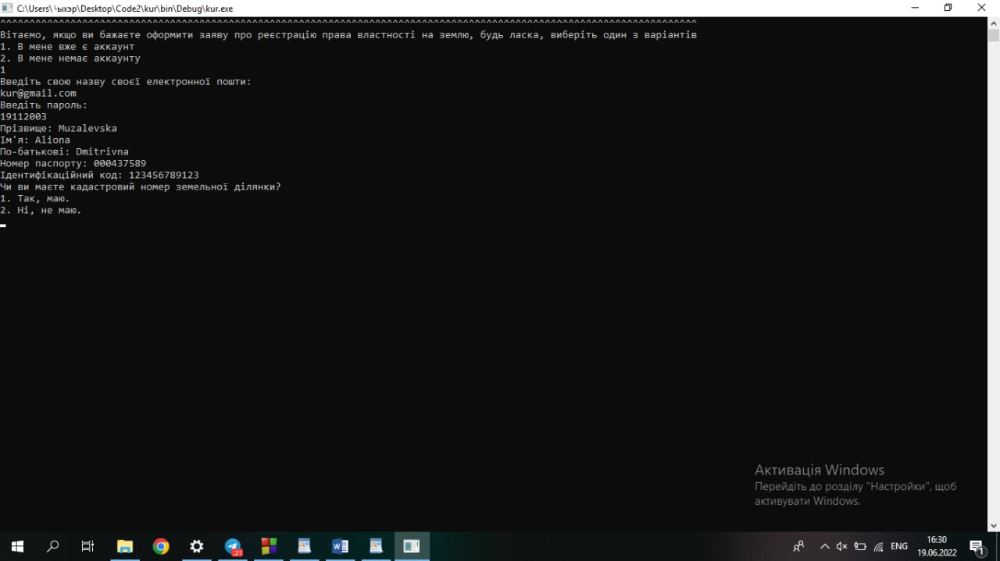 C:\Users\└ыхэр\Desktop\Code2\kur\bin\Debug\kur.exe
^^^^^^^^^^^^^^^^^^^^^^^^^^^^^^^^^^^^^^^^^^^^^^^^^^^^^^^^^^^^^^^^^^^^^^^^^^^^^^^^^^^^^^^^^^^^^^^^^^^^^^^^^^^^^^^^^^^^^^^
Вітаємо, якщо ви бажаєте оформити заяву про реєстрацію права властності на землю, будь ласка, виберіть один з варіантів
1. В мене вже є аккаунт
2. В мене немає аккаунту
1
Введіть свою назву своєї електронної пошти:
kur@gmail.com
Введіть пароль:
19112003
Прізвище: Muzalevska
Ім'я: Aliona
По-батькові: Dmitrivna
Номер паспорту: 000437589
Ідентифікаційний код: 123456789123
Чи ви маєте кадастровий номер земельної ділянки?
1. Так, маю.
2. Ні, не маю.
Активація Windows
Перейдіть до розділу "Настройки", щоб
активувати Windows.
21
ENG
16:30
19.06.2022
1